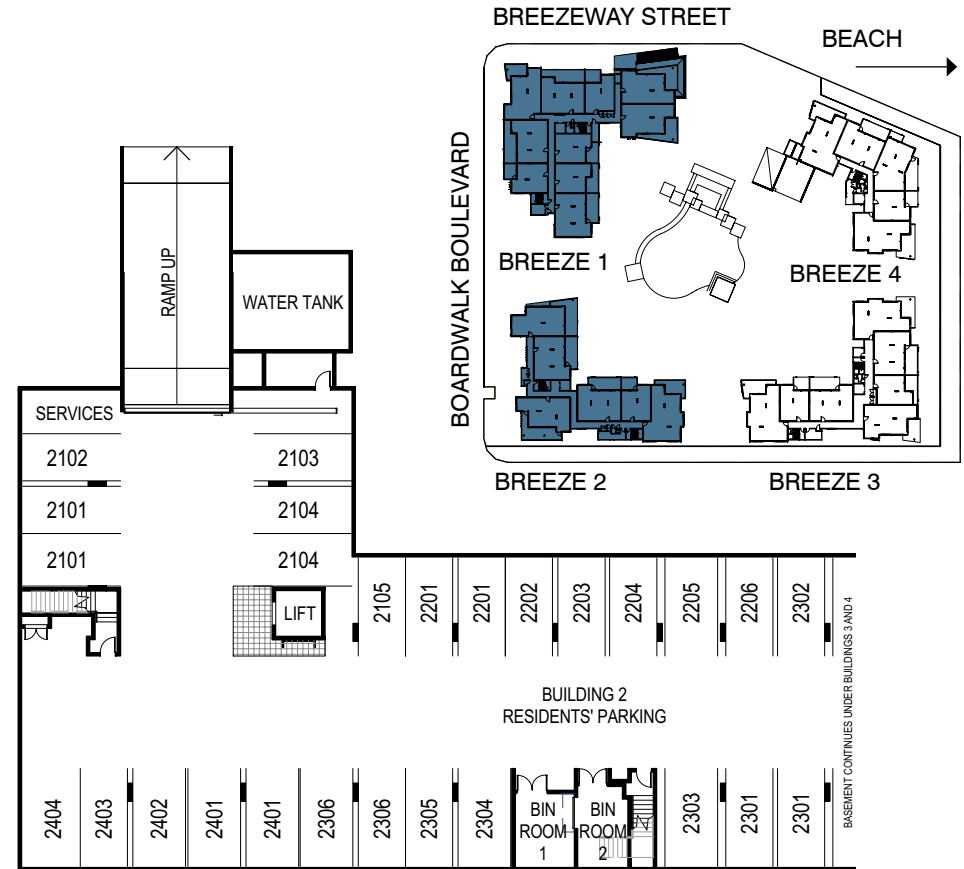 BREEZEWAY STREET
BEACH
BOARDWALK BOULEVARD
BREEZE 1
BREEZE 4
BREEZE 2
BREEZE 3
RAMP UP
WATER TANK
SERVICES
2102
2103
2101
2104
2101
2104
LIFT
2105
2201
2201
2202
2203
2204
2205
2206
2302
BUILDING 2
RESIDENTS' PARKING
BASEMENT CONTINUES UNDER BUILDINGS 3 AND 4
2404
2403
2402
2401
2401
2306
2306
2305
2304
BIN
ROOM
1
BIN
ROOM
2
2303
2301
2301